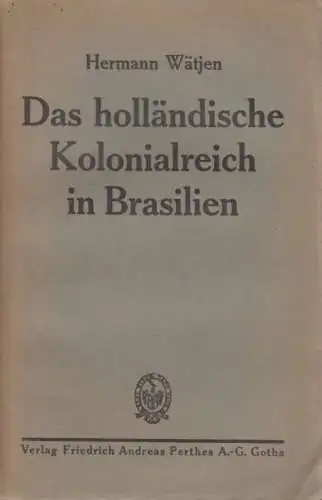 Hermann Wätjen
Das holländische
Kolonialreich
in Brasilien
Verlag Friedrich Andreas Perthes A.-G. Gotha